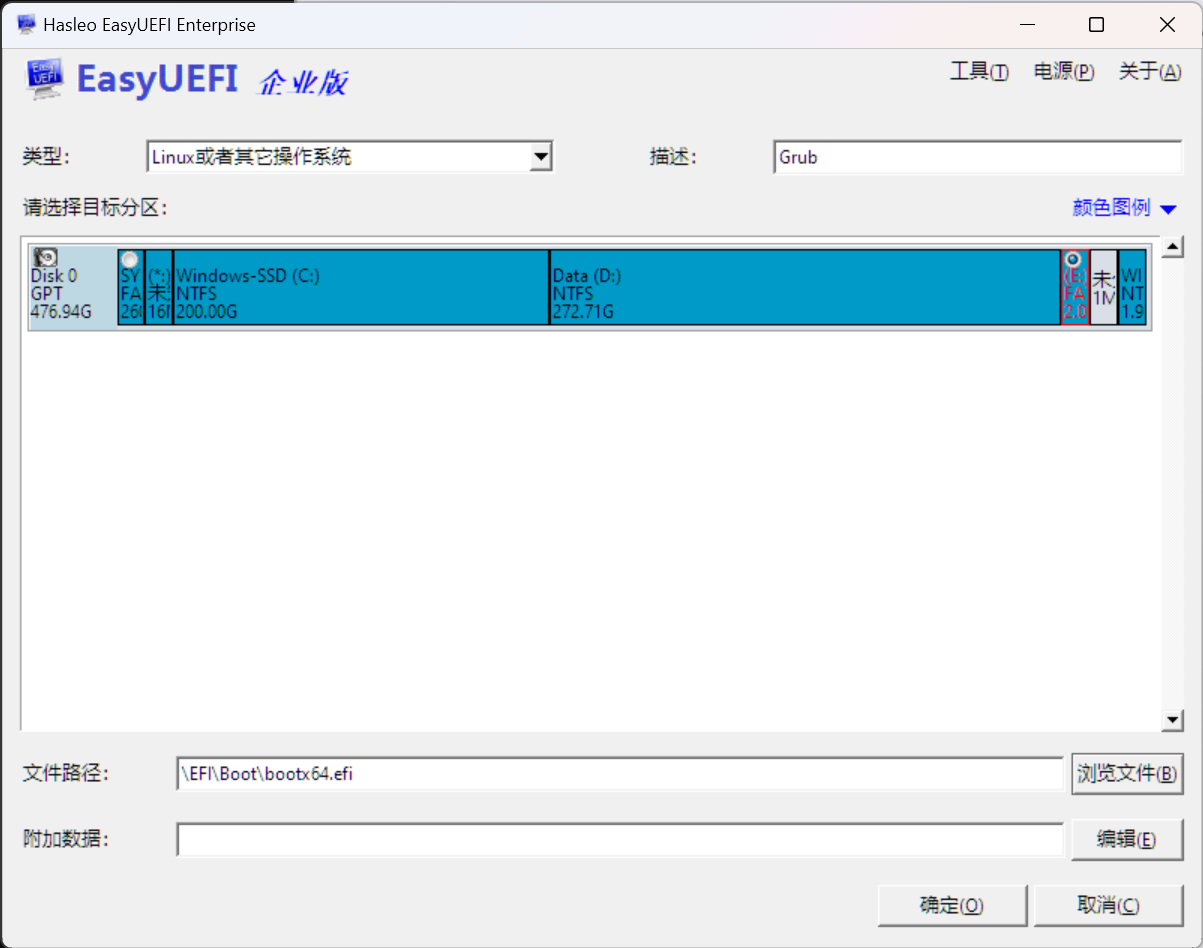 Hasleo EasyUEFI Enterprise
EasyUEFI 企业版
工具(T) 电源(P) 关于(A)
类型: Linux或者其它操作系统 描述: Grub
请选择目标分区: 颜色图例
Disk 0
GPT
476.94G
SY
FA
26
(*:)
未
16
Windows-SSD (C:)
NTFS
200.00G
Data (D:)
NTFS
272.71G
(E:)
FA
2.0
未
1M
WI
NT
1.9
文件路径: \EFI\Boot\bootx64.efi 浏览文件(B)
附加数据: 编辑(E)
确定(O) 取消(C)